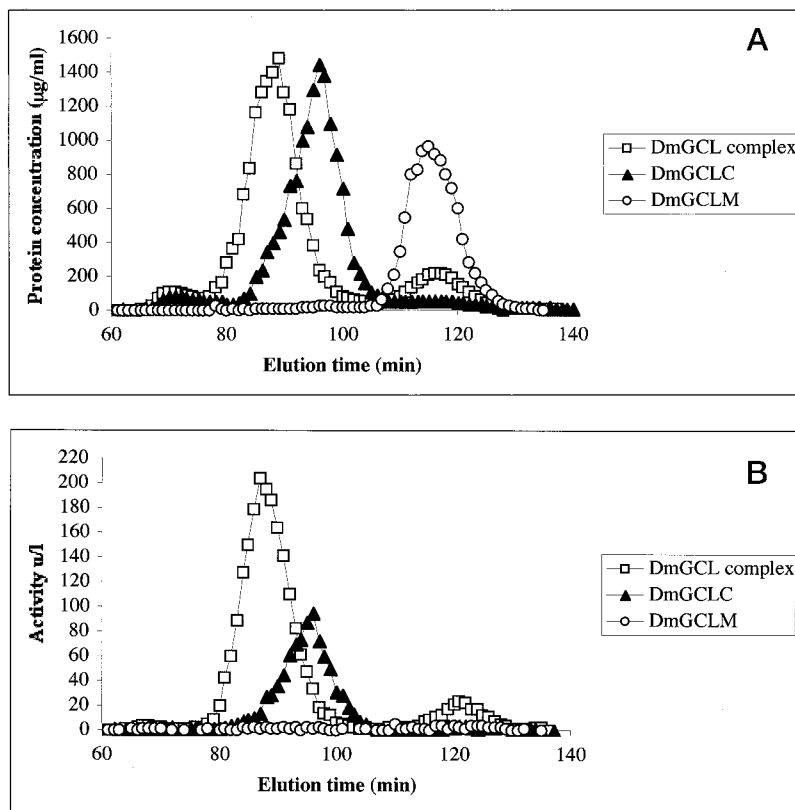 A
Protein concentration (µg/ml)
1600
1400
1200
1000
800
600
400
200
0
60
80
100
120
140
Elution time (min)
DmGCL complex
DmGCLC
DmGCLM
B
Activity u/l
220
200
180
160
140
120
100
80
60
40
20
0
60
80
100
120
140
Elution time (min)
DmGCL complex
DmGCLC
DmGCLM